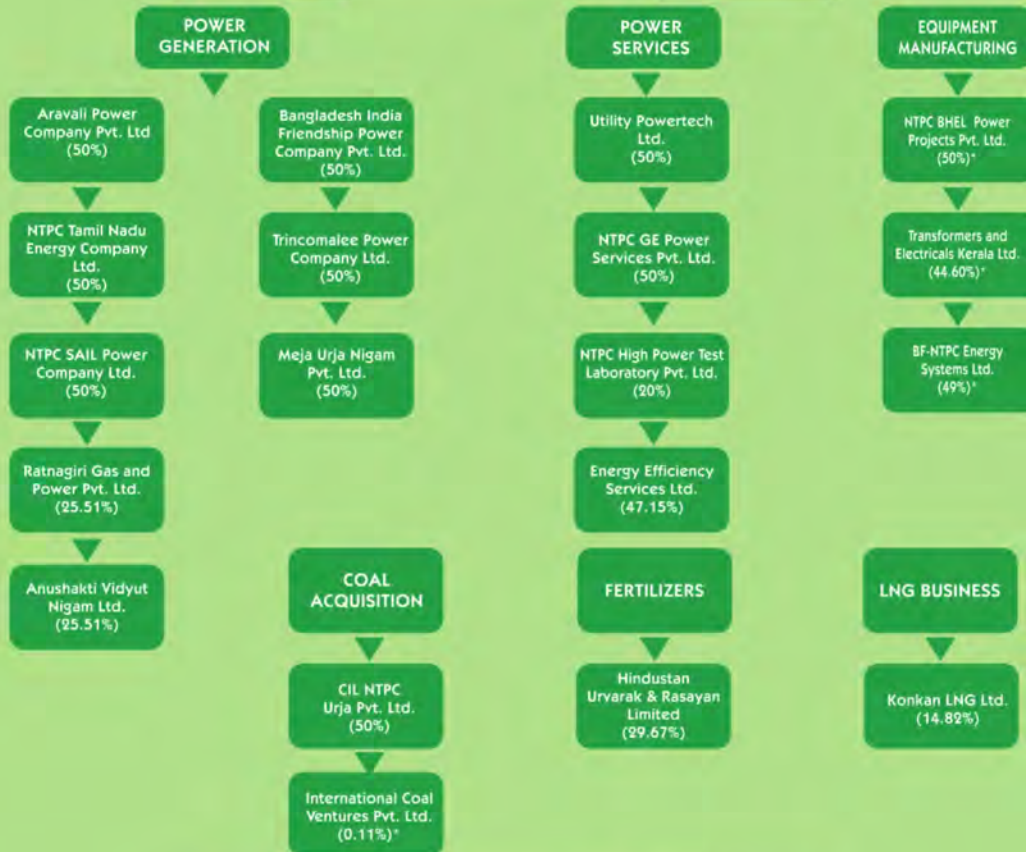 POWER
GENERATION
Aravali Power
Company Pvt. Ltd
(50%)
NTPC Tamil Nadu
Energy Company
Ltd.
(50%)
NTPC SAIL Power
Company Ltd.
(50%)
Ratnagiri Gas and
Power Pvt. Ltd.
(25.51%)
Anushakti Vidyut
Nigam Ltd.
(25.51%)
Bangladesh India
Friendship Power
Company Pvt. Ltd.
(50%)
Trincomalee Power
Company Ltd.
(50%)
Meja Urja Nigam
Pvt. Ltd.
(50%)
POWER
SERVICES
Utility Powertech
Ltd.
(50%)
NTPC GE Power
Services Pvt. Ltd.
(50%)
NTPC High Power Test
Laboratory Pvt. Ltd.
(20%)
Energy Efficiency
Services Ltd.
(47.15%)
EQUIPMENT
MANUFACTURING
NTPC BHEL Power
Projects Pvt. Ltd.
(50%)*
Transformers and
Electricals Kerala Ltd.
(44.60%)*
BF-NTPC Energy
Systems Ltd.
(49%)*
COAL
ACQUISITION
CIL NTPC
Urja Pvt. Ltd.
(50%)
International Coal
Ventures Pvt. Ltd.
(0.11%)*
FERTILIZERS
Hindustan
Urvarak & Rasayan
Limited
(29.67%)
LNG BUSINESS
Konkan LNG Ltd.
(14.82%)